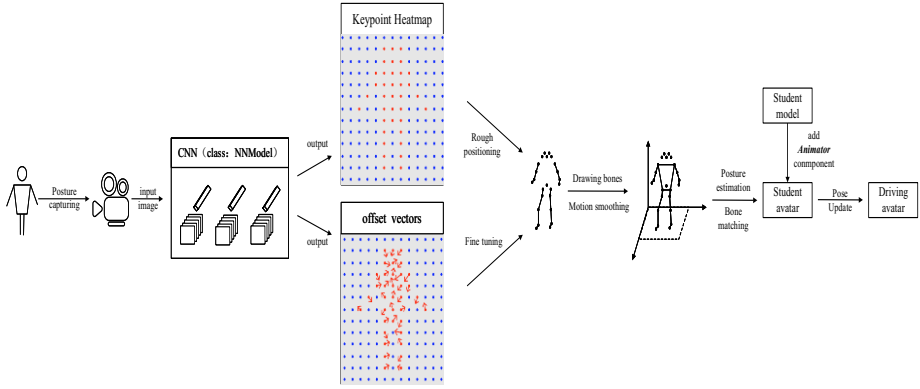 Posture
capturing
input
image
CNN（class：NNModel）
output
output
Keypoint Heatmap
offset vectors
Rough
positioning
Fine tuning
Drawing bones
Motion smoothing
Posture
estimation
Bone
matching
Student
model
add
Animator
conmponent
Student
avatar
Pose
Update
Driving
avatar